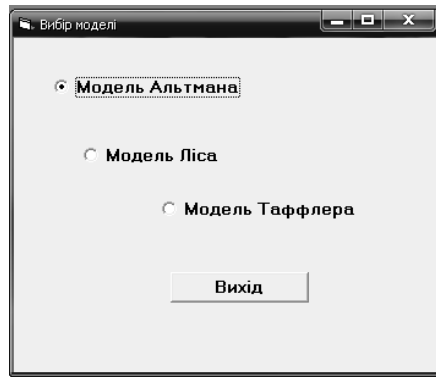 Вибір моделі
Модель Альтмана
Модель Ліса
Модель Таффлера
Вихід